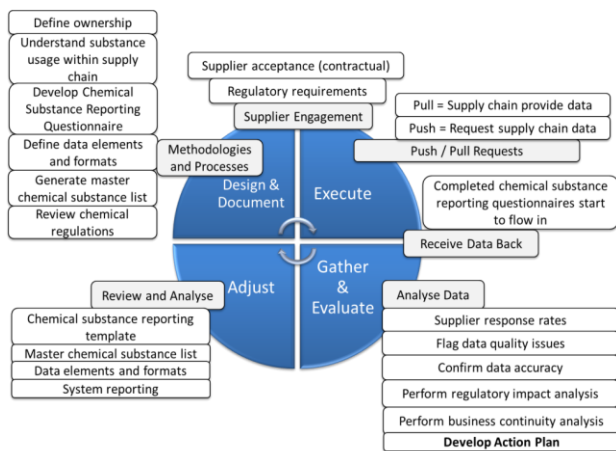 Define ownership
Understand substance
usage within supply
chain
Develop Chemical
Substance Reporting
Questionnaire
Define data elements
and formats
Generate master
chemical substance list
Review chemical
regulations
Methodologies
and Processes
Supplier acceptance (contractual)
Regulatory requirements
Supplier Engagement
Pull = Supply chain provide data
Push = Request supply chain data
Push / Pull Requests
Design &
Document
Execute
Completed chemical substance
reporting questionnaires start
to flow in
Receive Data Back
Adjust
Gather
&
Evaluate
Review and Analyse
Chemical substance reporting
template
Master chemical substance list
Data elements and formats
System reporting
Analyse Data
Supplier response rates
Flag data quality issues
Confirm data accuracy
Perform regulatory impact analysis
Perform business continuity analysis
Develop Action Plan